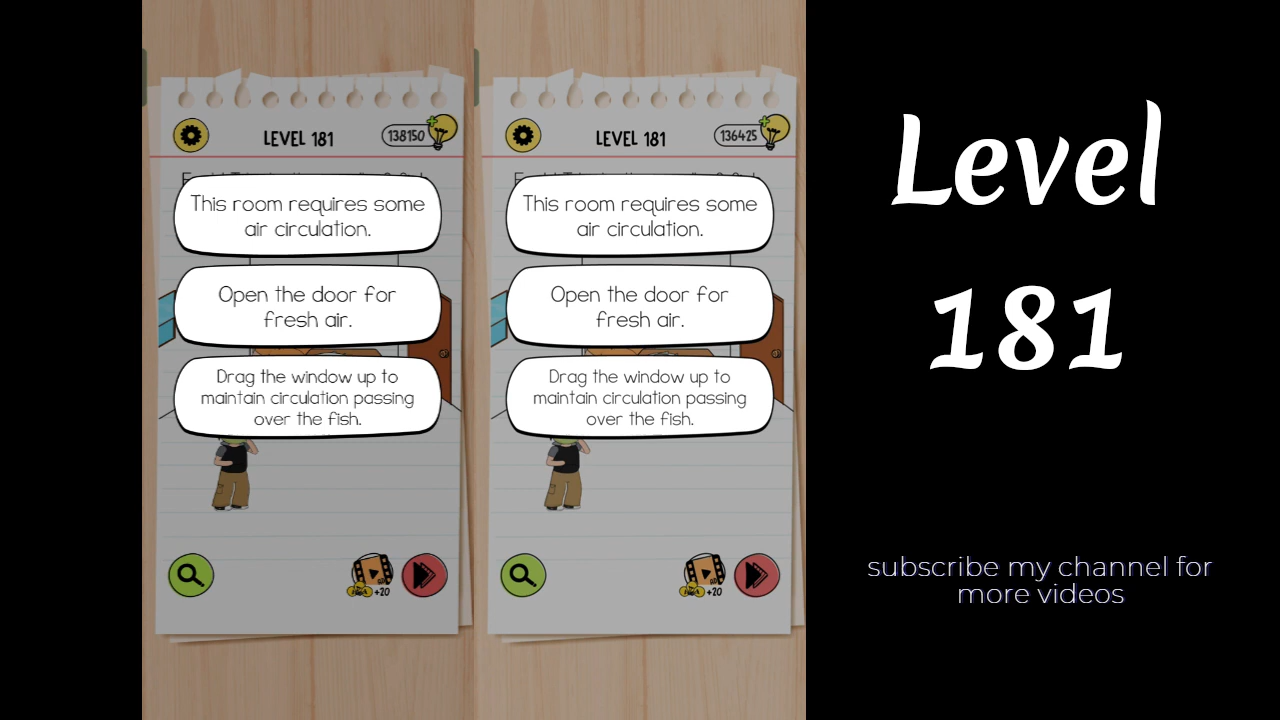 LEVEL 181
138150
This room requires some
air circulation.
Open the door for
fresh air.
Drag the window up to
maintain circulation passing
over the fish.
+20
LEVEL 181
136425
This room requires some
air circulation.
Open the door for
fresh air.
Drag the window up to
maintain circulation passing
over the fish.
+20
Level
181
subscribe my channel for
more videos